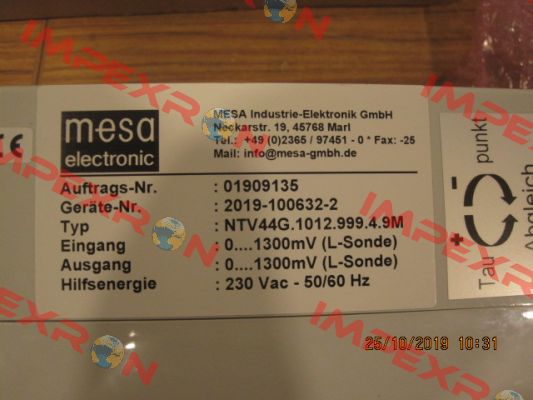 mesa
electronic
MESA Industrie-Elektronik GmbH
Neckarstr. 19, 45768 Marl
Tel.: +49 (0)2365 / 97451 - 0 * Fax: -25
Mail: info@mesa-gmbh.de
Auftrags-Nr. : 01909135
Geräte-Nr. : 2019-100632-2
Typ : NTV44G.1012.999.4.9M
Eingang : 0....1300mV (L-Sonde)
Ausgang : 0....1300mV (L-Sonde)
Hilfsenergie : 230 Vac - 50/60 Hz
CE
Tau punkt
- +
Abgleich
25/10/2019 10:31
IMPEXRON
IMPEXRON
IMPEXRON
IMPEXRON
IMPEXRON